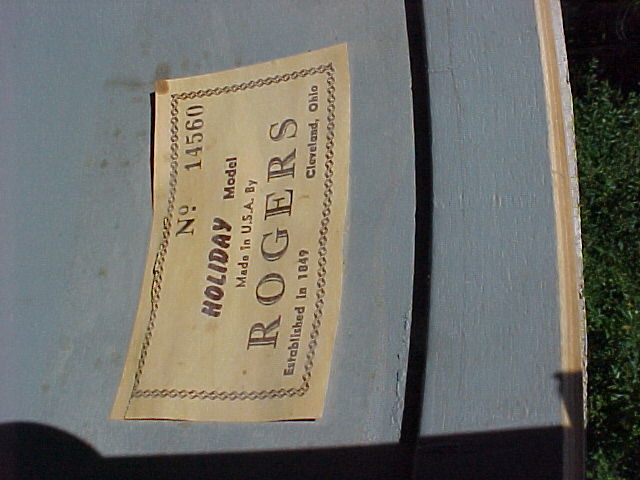 Nº 14560
HOLIDAY Model
Made in U.S.A. By
ROGERS
Established in 1849 Cleveland, Ohio